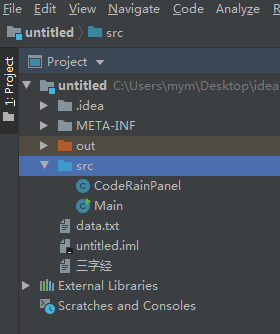 File Edit View Navigate Code Analyze
untitled src
1: Project
Project
untitled C:\Users\mym\Desktop\idea
.idea
META-INF
out
src
CodeRainPanel
Main
data.txt
untitled.iml
三字经
External Libraries
Scratches and Consoles